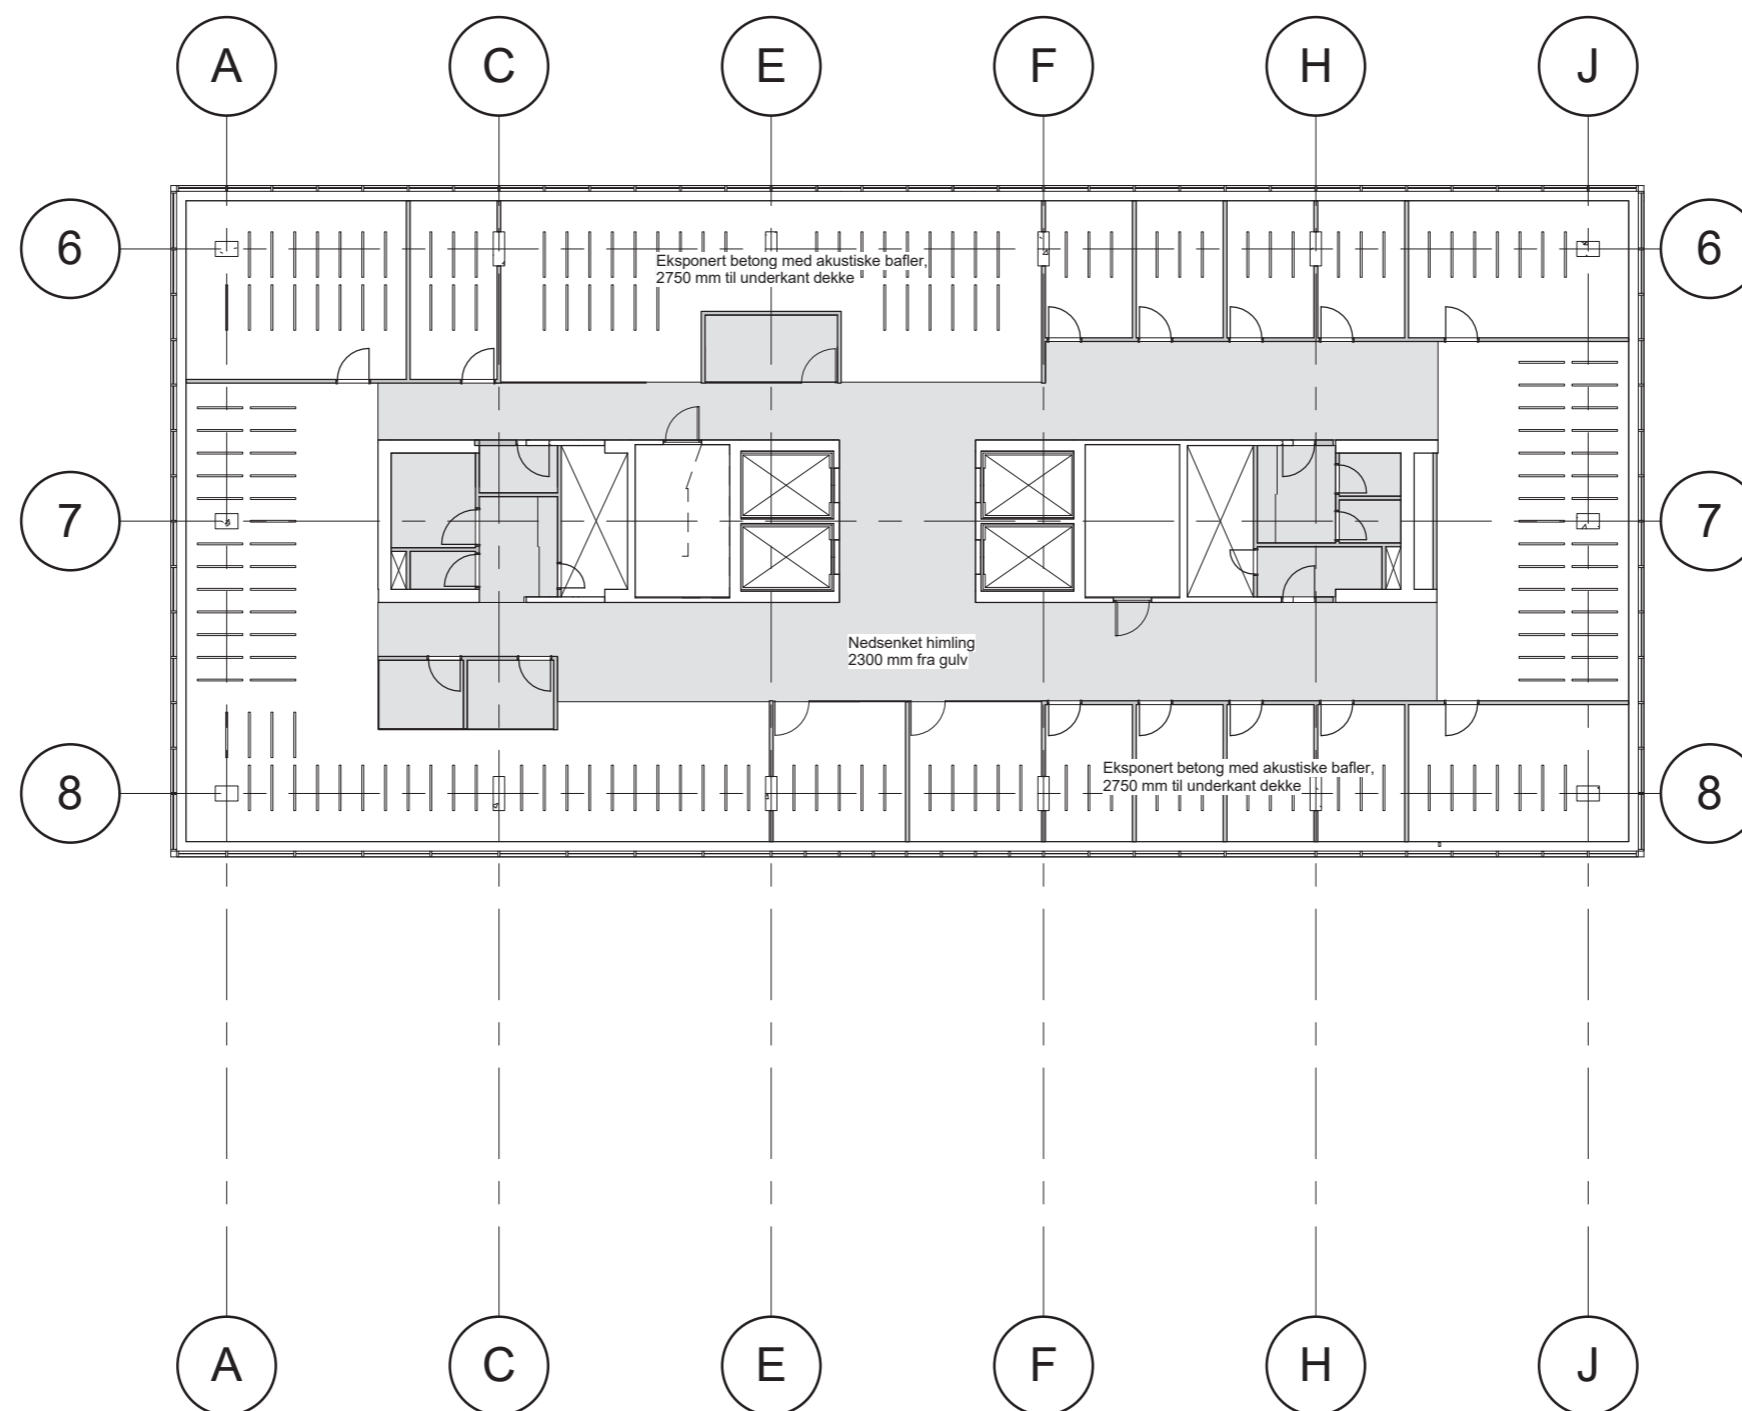 A C E F H J
6 6
Eksponert betong med akustiske bafler,
2750 mm til underkant dekke
7 7
Nedsenket himling
2300 mm fra gulv
Eksponert betong med akustiske bafler,
2750 mm til underkant dekke
8 8
A C E F H J